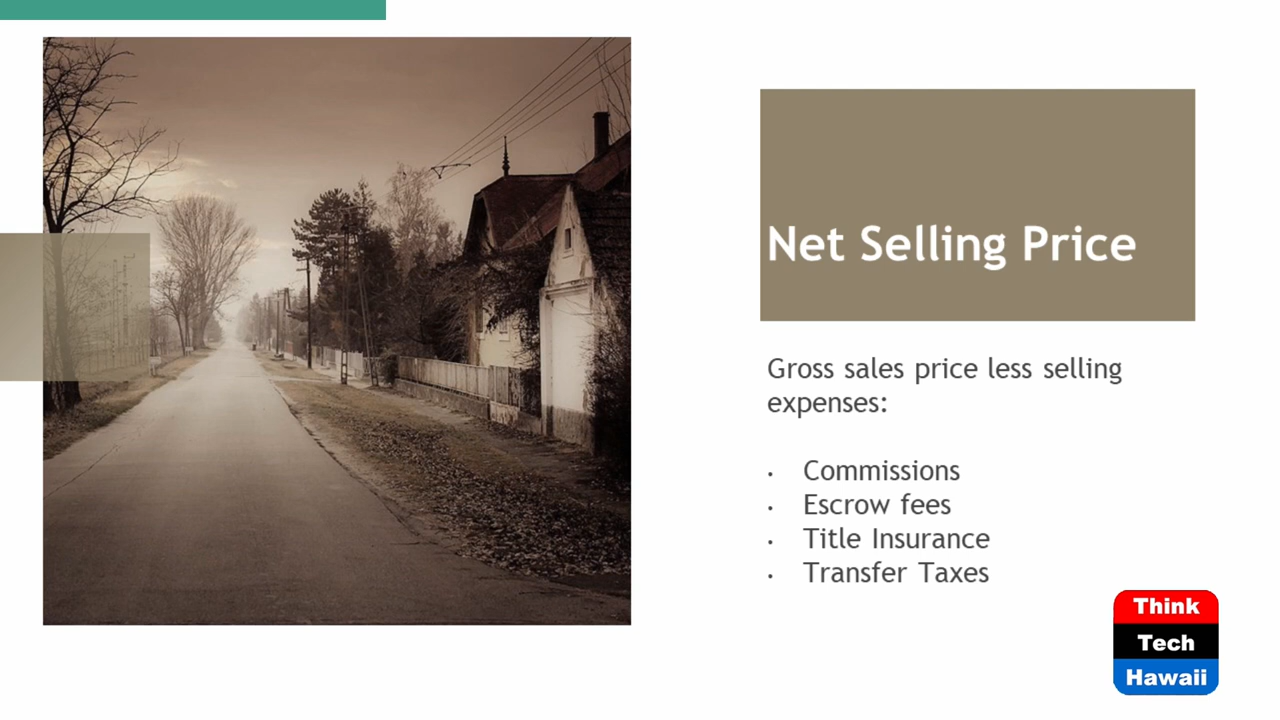 Net Selling Price
Gross sales price less selling
expenses:
• Commissions
• Escrow fees
• Title Insurance
• Transfer Taxes
Think
Tech
Hawaii